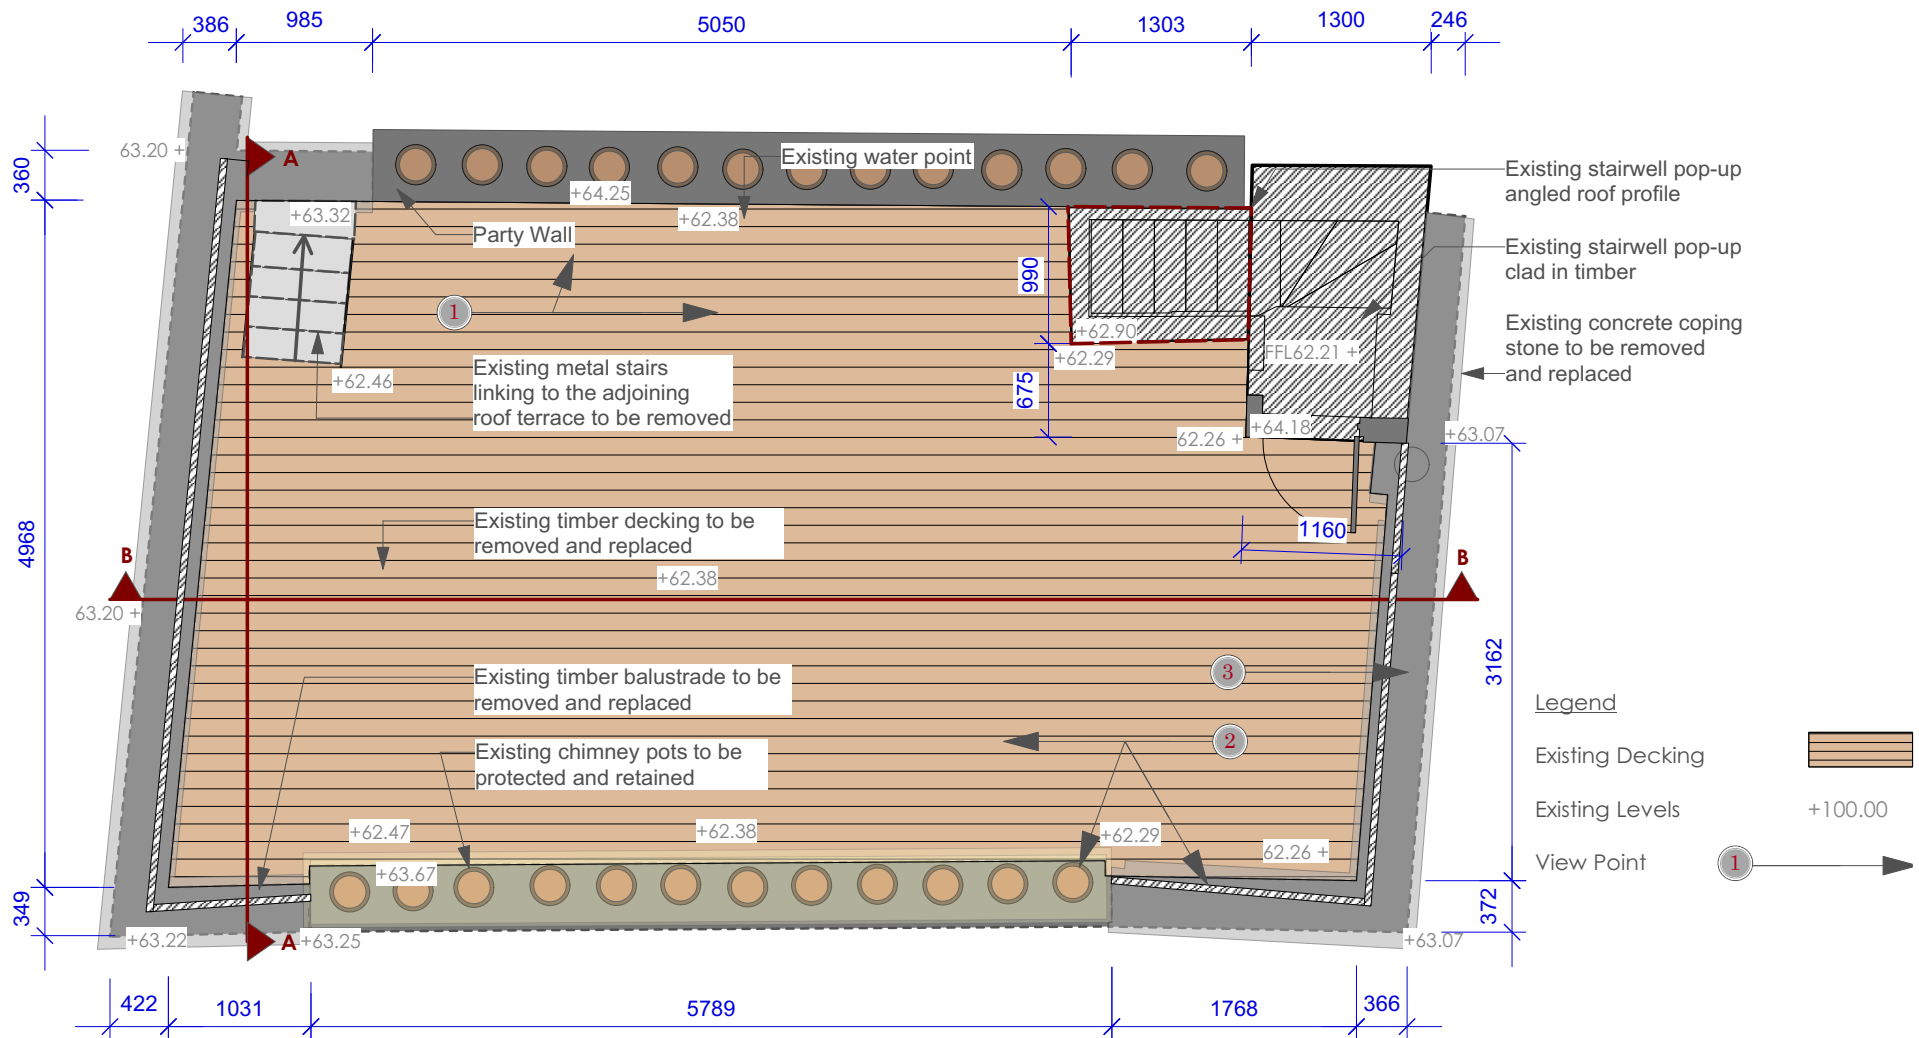 386
985
5050
1303
1300
246
63.20 +
A
360
Existing water point
+64.25
+63.32
+62.38
Party Wall
Existing stairwell pop-up
angled roof profile
Existing stairwell pop-up
clad in timber
990
1
+62.90
+62.29
FFL62.21 +
Existing concrete coping
stone to be removed
and replaced
+62.46
Existing metal stairs
linking to the adjoining
roof terrace to be removed
675
62.26 +
+64.18
+63.07
4968
Existing timber decking to be
removed and replaced
1160
B
+62.38
B
63.20 +
3162
Existing timber balustrade to be
removed and replaced
3
2
Existing chimney pots to be
protected and retained
Legend
Existing Decking
Existing Levels
+100.00
View Point
1
+62.47
+62.38
+62.29
62.26 +
+63.67
349
372
+63.22
A
+63.25
+63.07
422
1031
5789
1768
366